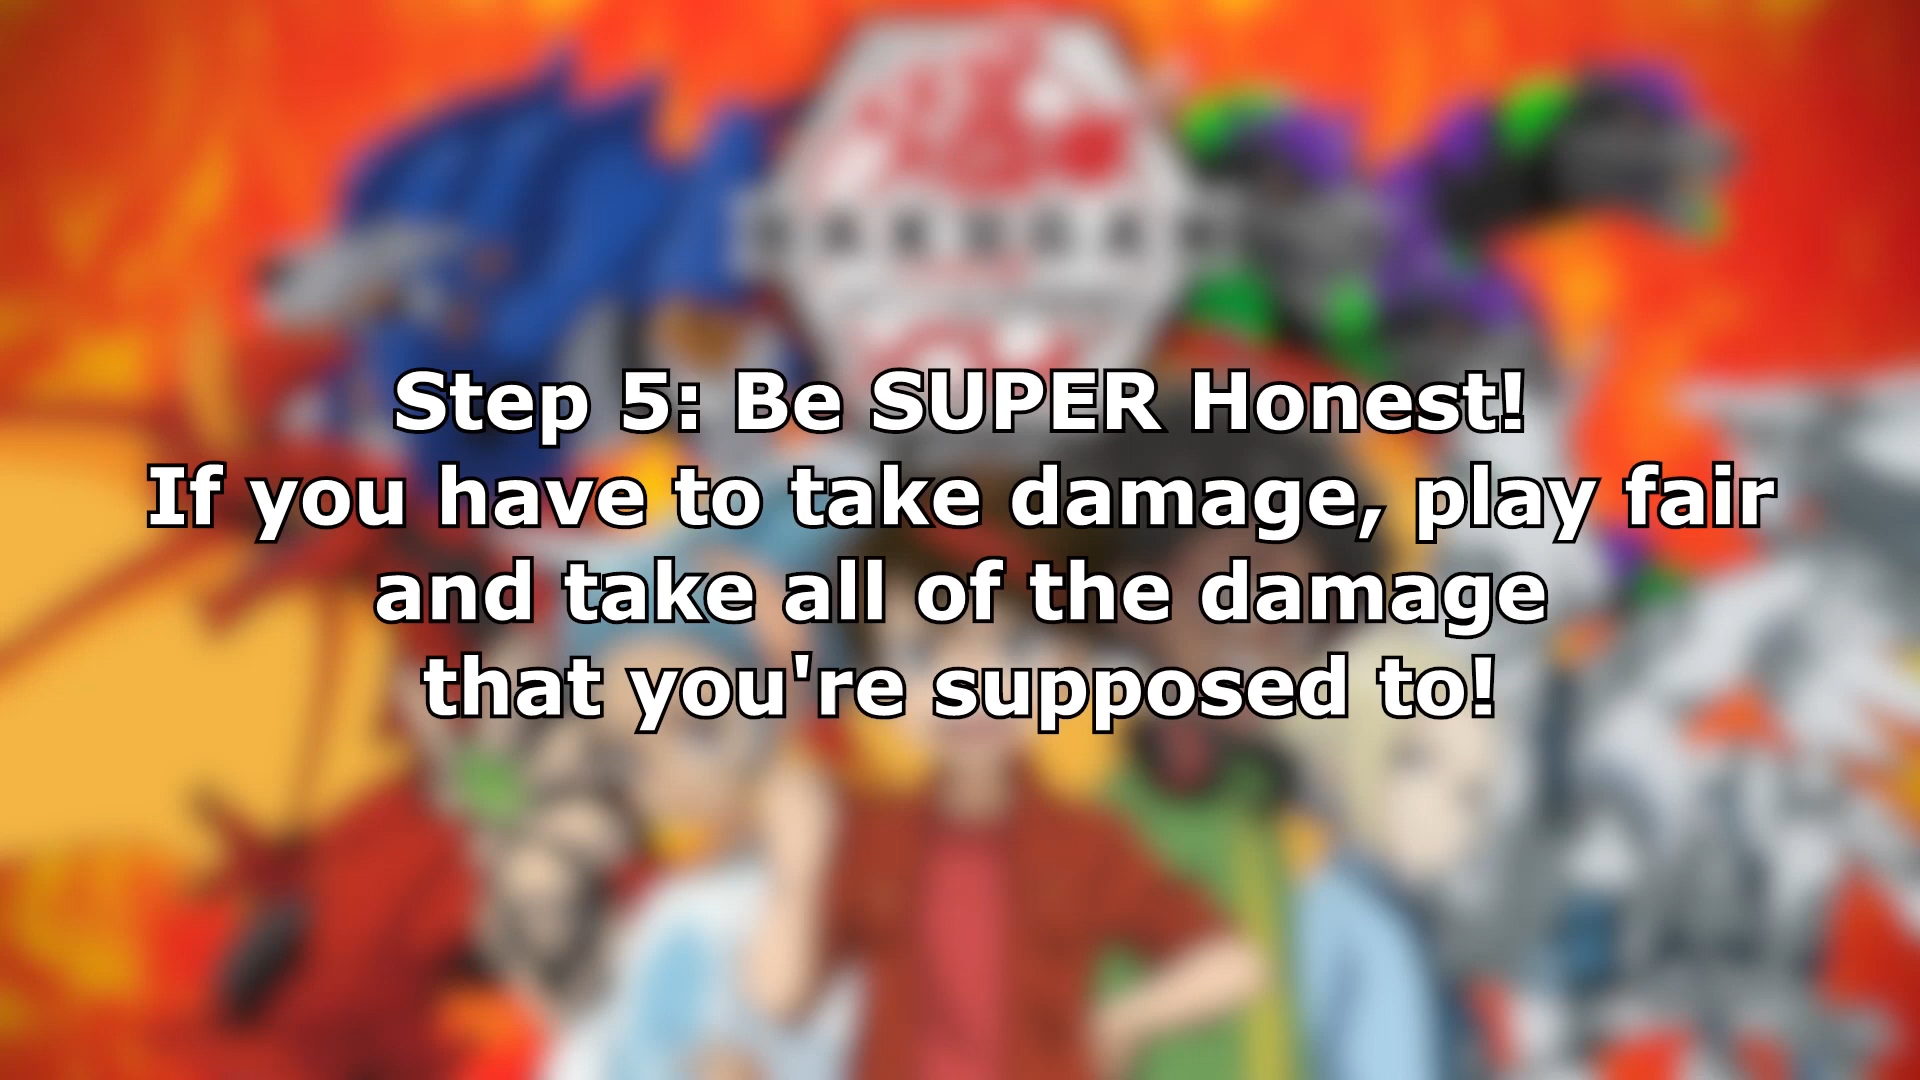 BAKUGAN
Step 5: Be SUPER Honest!
If you have to take damage, play fair
and take all of the damage
that you're supposed to!